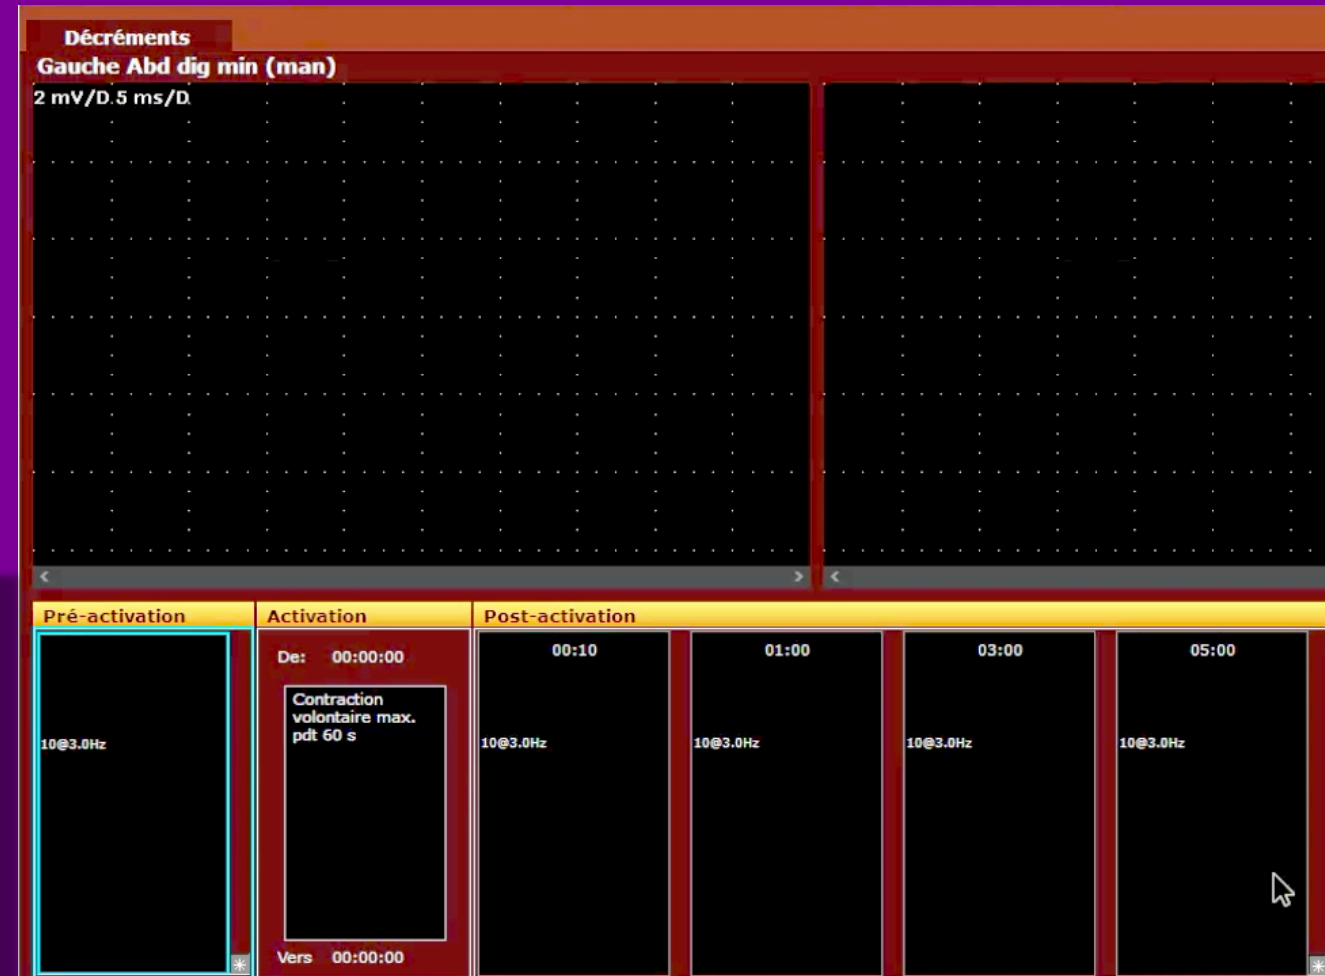 Décréments
Gauche Abd dig min (man)
2 mV/D 5 ms/D
Pré-activation
Activation
Post-activation
De: 00:00:00
00:10
01:00
03:00
05:00
Contraction
volontaire max.
pdt 60 s
10@3.0Hz
10@3.0Hz
10@3.0Hz
10@3.0Hz
10@3.0Hz
Vers 00:00:00